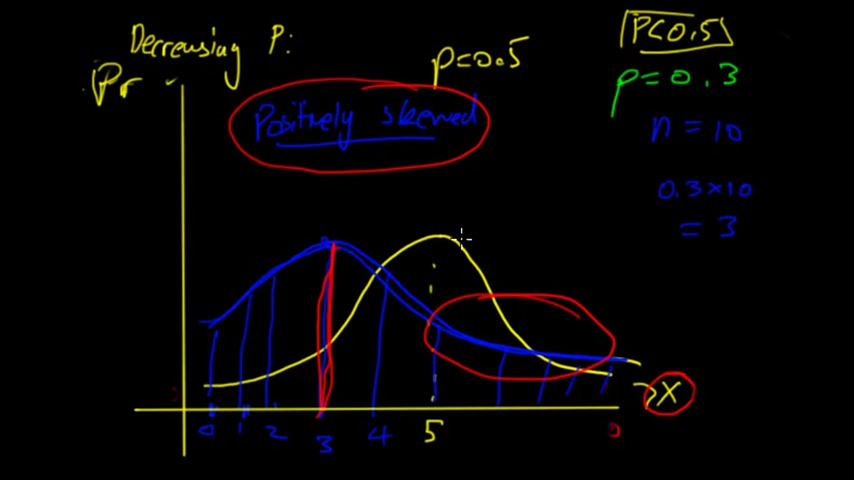 Decreasing P:
Pr
p=0.5
P<0.5
p=0.3
Positively skewed
n=10
0.3×10
=3
X
0 1 2 3 4 5